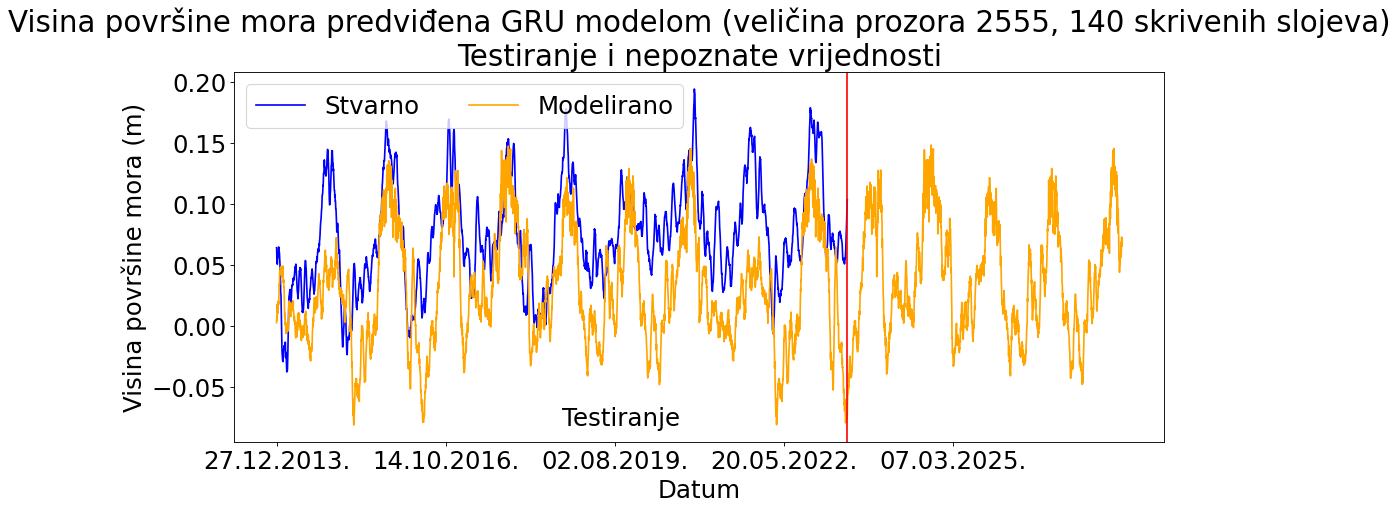 Visina površine mora predviđena GRU modelom (veličina prozora 2555, 140 skrivenih slojeva)
Testiranje i nepoznate vrijednosti
Stvarno Modelirano
Visina površine mora (m)
0.20
0.15
0.10
0.05
0.00
−0.05
Testiranje
27.12.2013. 14.10.2016. 02.08.2019. 20.05.2022. 07.03.2025.
Datum